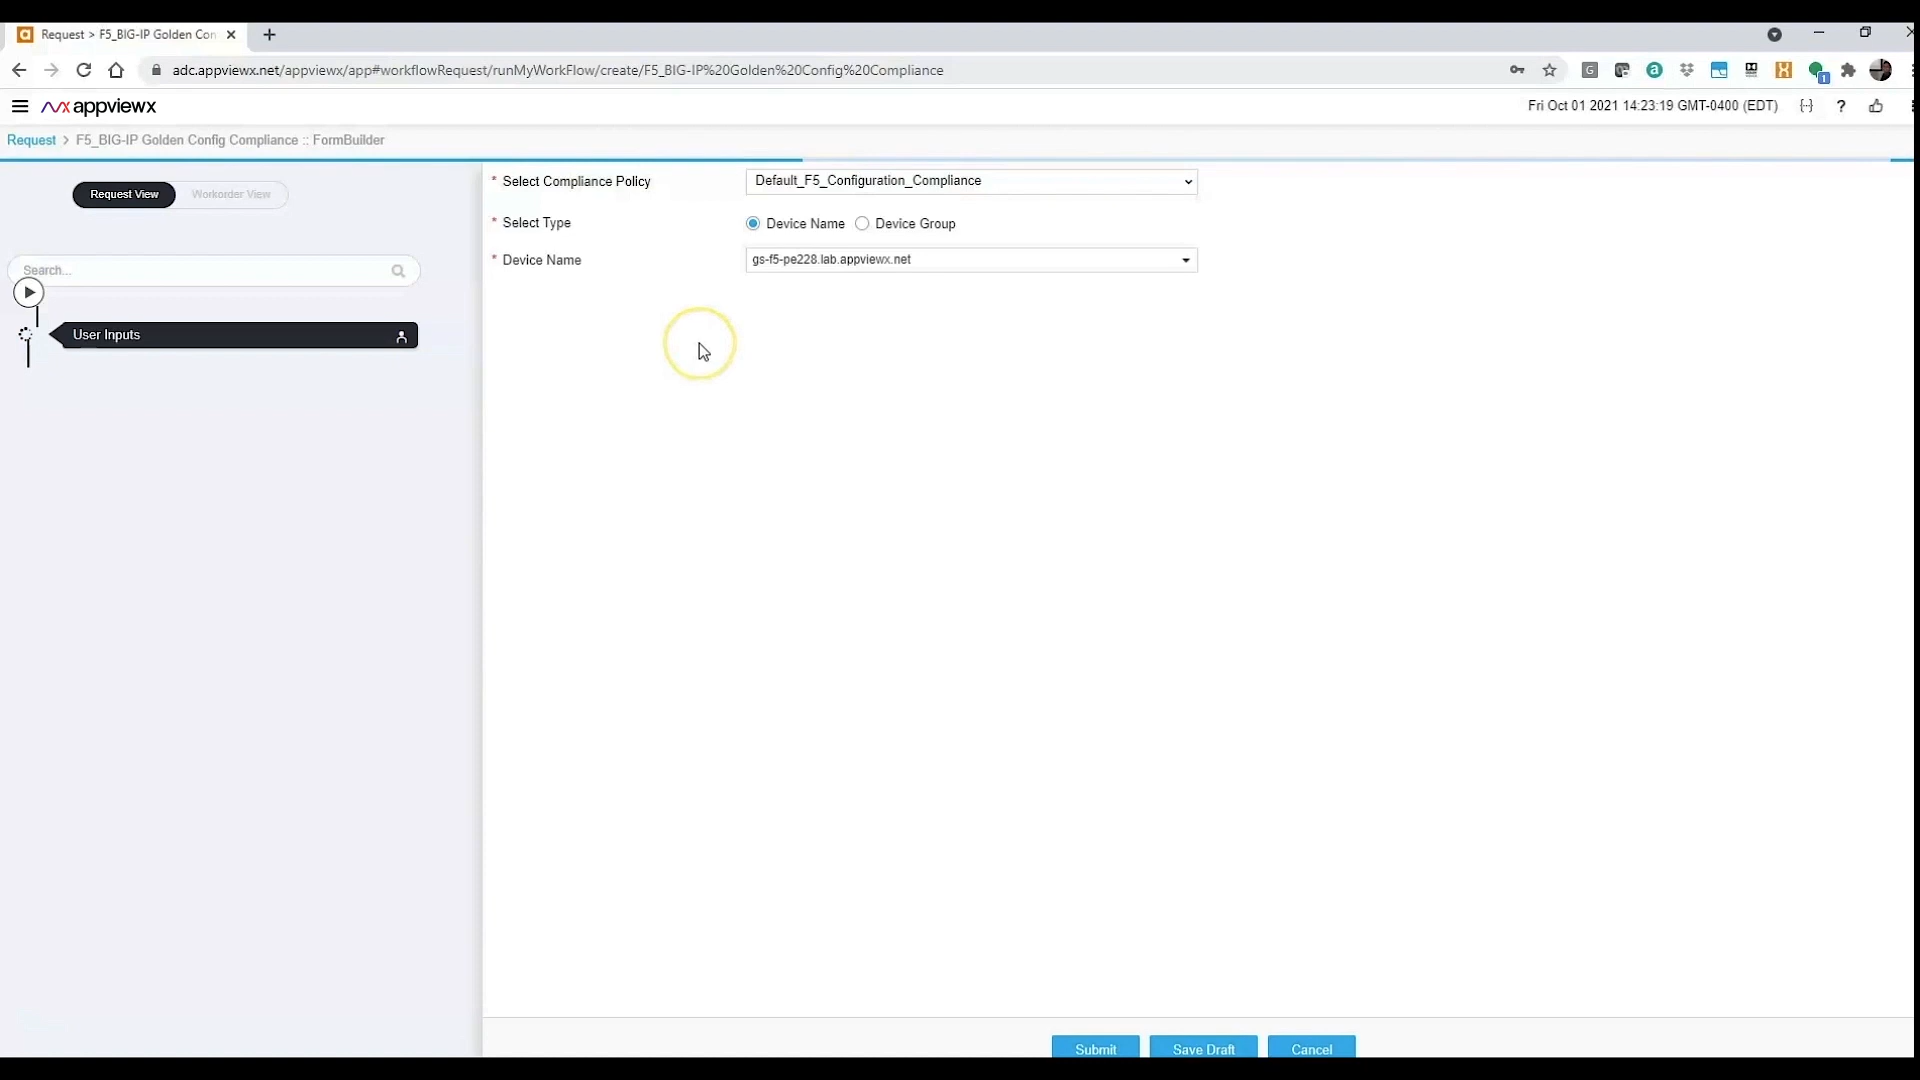 Request > F5_BIG-IP Golden Con
adc.appviewx.net/appviewx/app#workflowRequest/runMyWorkFlow/create/F5_BIG-IP%20Golden%20Config%20Compliance
1
appviewx
Fri Oct 01 2021 14:23:19 GMT-0400 (EDT)
?
Request > F5_BIG-IP Golden Config Compliance :: FormBuilder
Request View Workorder View
* Select Compliance Policy Default_F5_Configuration_Compliance
* Select Type Device Name Device Group
* Device Name gs-f5-pe228.lab.appviewx.net
Search...
User Inputs
Submit Save Draft Cancel